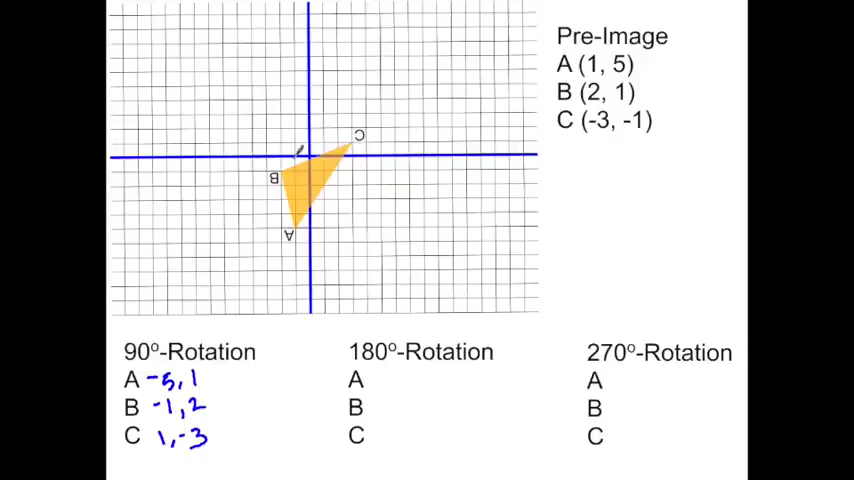 Pre-Image
A (1, 5)
B (2, 1)
C (-3, -1)
C
B
A
90º-Rotation
A -5, 1
B -1, 2
C 1, -3
180º-Rotation
A
B
C
270º-Rotation
A
B
C